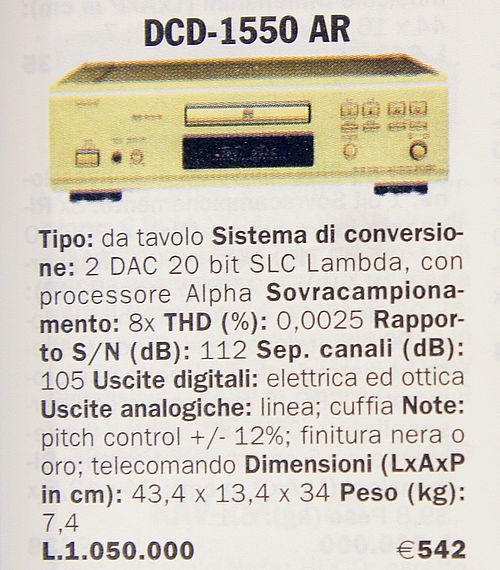 DCD-1550 AR
Tipo: da tavolo Sistema di conversio-
ne: 2 DAC 20 bit SLC Lambda, con
processore Alpha Sovracampiona-
mento: 8x THD (%): 0,0025 Rappor-
to S/N (dB): 112 Sep. canali (dB):
105 Uscite digitali: elettrica ed ottica
Uscite analogiche: linea; cuffia Note:
pitch control +/- 12%; finitura nera o
oro; telecomando Dimensioni (LxAxP
in cm): 43,4 x 13,4 x 34 Peso (kg):
7,4
L.1.050.000 €542